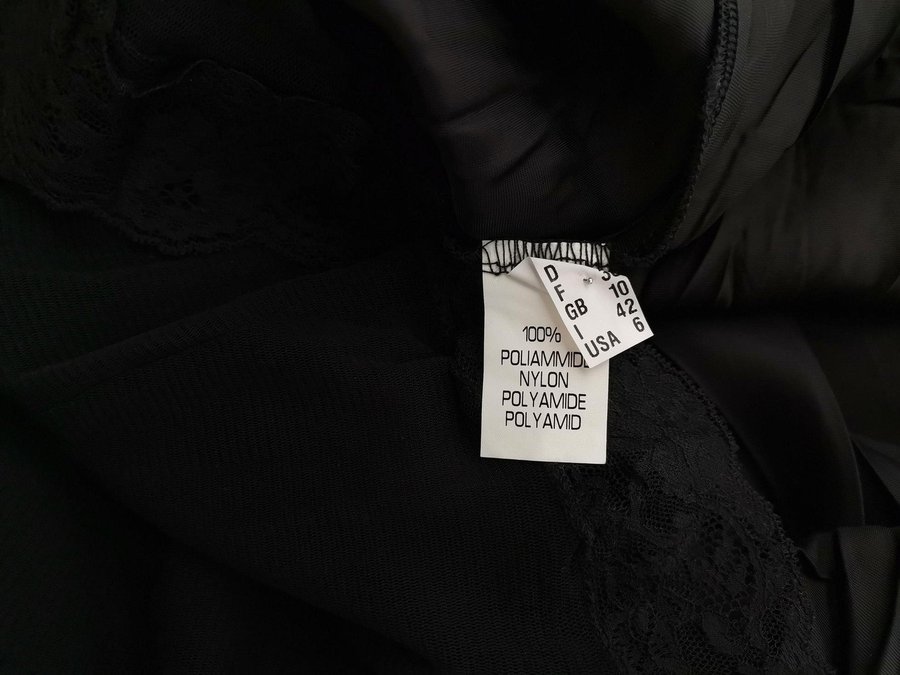 D
F
GB 10
I 42
USA 6
100%
POLIAMMIDE
NYLON
POLYAMIDE
POLYAMID